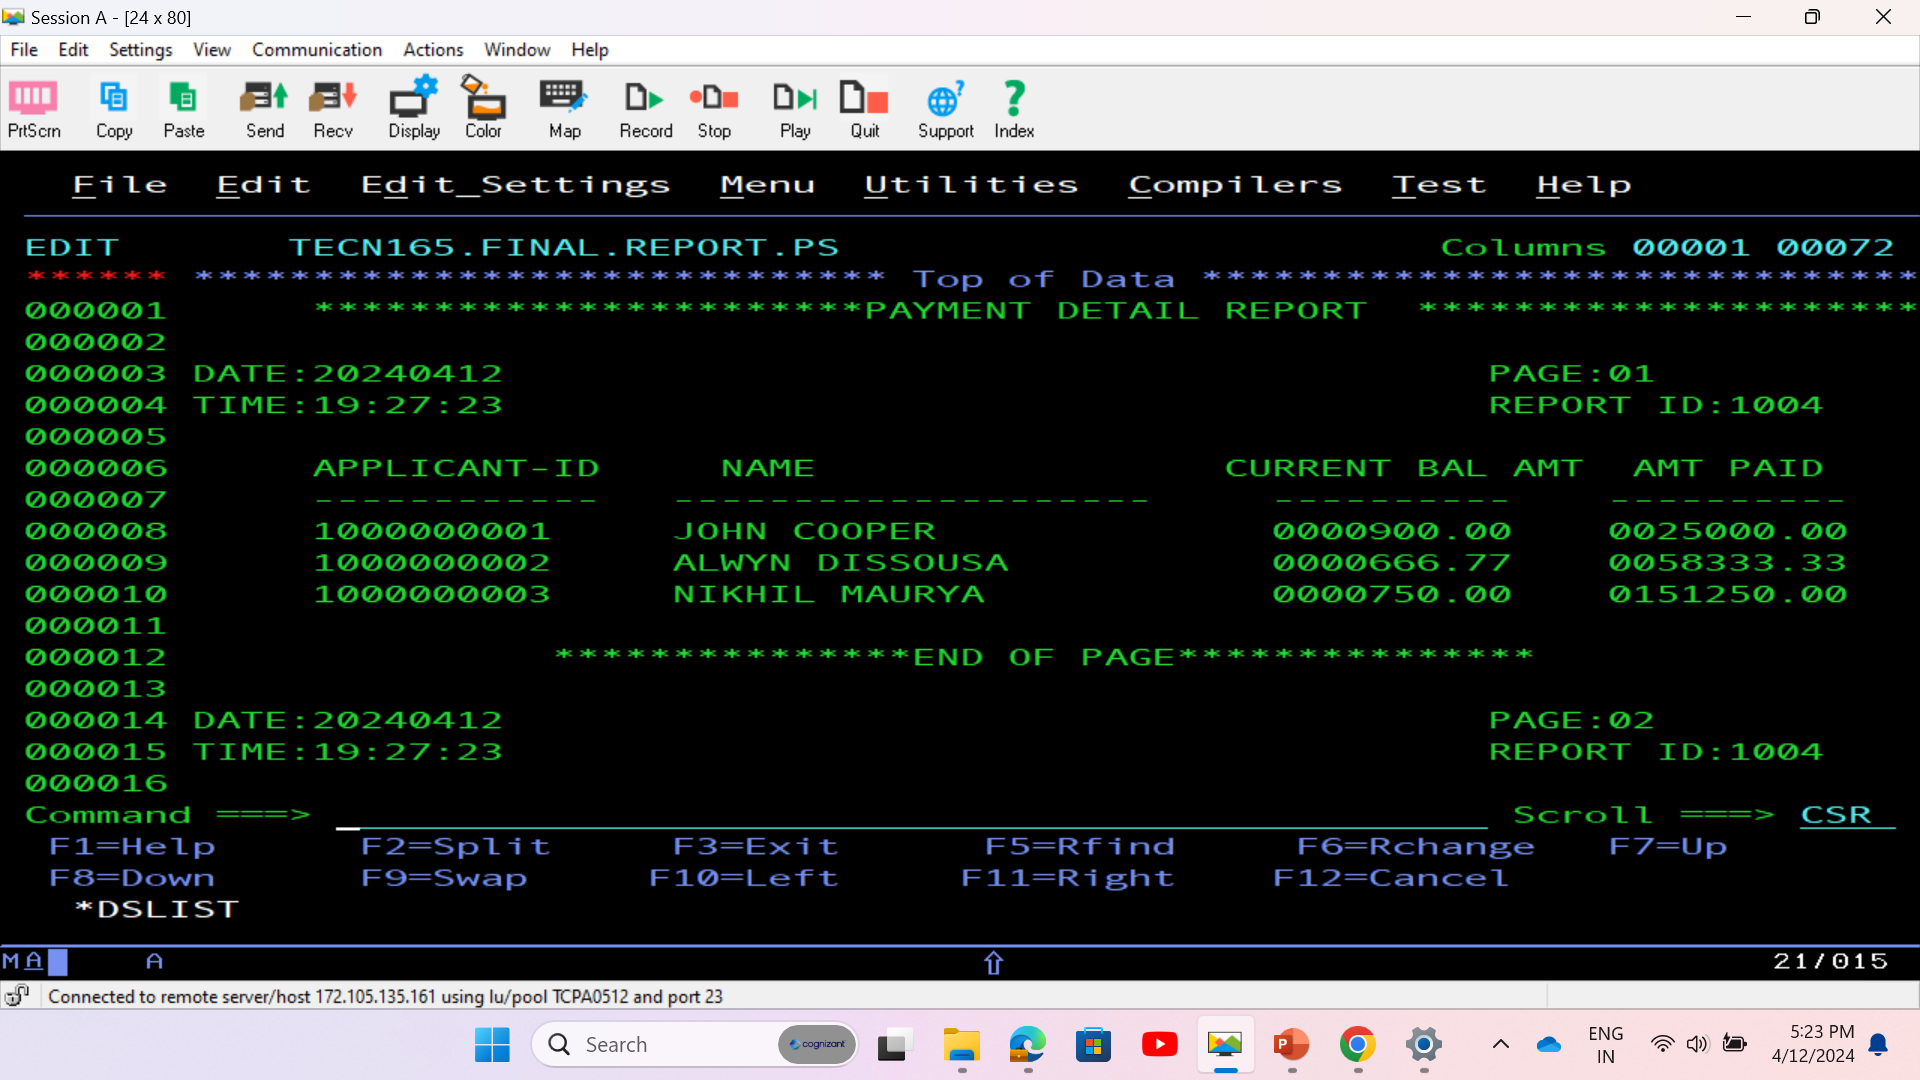 Session A - [24 x 80]
File Edit Settings View Communication Actions Window Help
PrtScrn Copy Paste Send Recv Display Color Map Record Stop Play Quit Support Index
File Edit Edit_Settings Menu Utilities Compilers Test Help
EDIT TECN165.FINAL.REPORT.PS Columns 00001 00072
****** ***************************** Top of Data ******************************
000001 ***********************PAYMENT DETAIL REPORT *********************
000002
000003 DATE:20240412 PAGE:01
000004 TIME:19:27:23 REPORT ID:1004
000005
000006 APPLICANT-ID NAME CURRENT BAL AMT AMT PAID
000007 ------------ -------------------- ---------- ----------
000008 1000000001 JOHN COOPER 0000900.00 0025000.00
000009 1000000002 ALWYN DISSOUSA 0000666.77 0058333.33
000010 1000000003 NIKHIL MAURYA 0000750.00 0151250.00
000011
000012 ***************END OF PAGE***************
000013
000014 DATE:20240412 PAGE:02
000015 TIME:19:27:23 REPORT ID:1004
000016
Command ===> Scroll ===> CSR
F1=Help F2=Split F3=Exit F5=Rfind F6=Rchange F7=Up
F8=Down F9=Swap F10=Left F11=Right F12=Cancel
*DSLIST
MA A 21/015
Connected to remote server/host 172.105.135.161 using lu/pool TCPA0512 and port 23
Search cognizant
ENG
IN
5:23 PM
4/12/2024